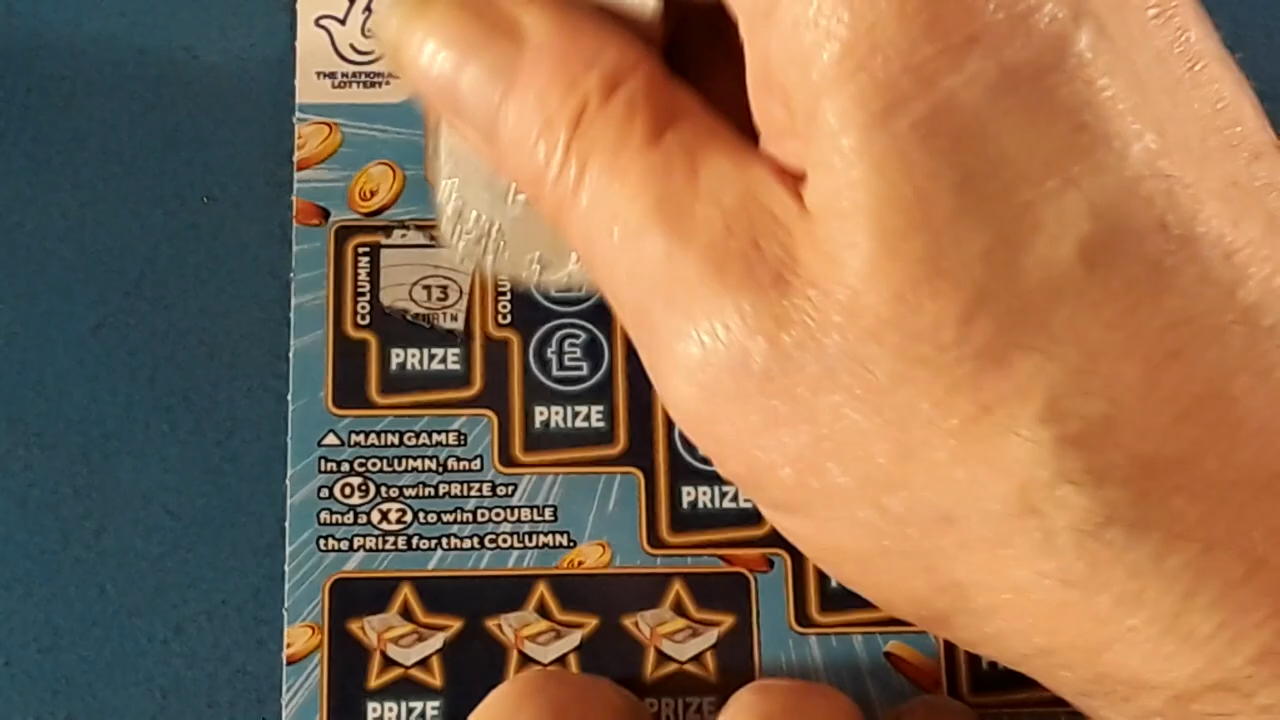 THE NATIONAL
LOTTERY
COLUMN 1
13
PRIZE
£
PRIZE
PRIZE
▲ MAIN GAME:
In a COLUMN, find
a 09 to win PRIZE or
find a X2 to win DOUBLE
the PRIZE for that COLUMN.
PRIZE
PRIZE